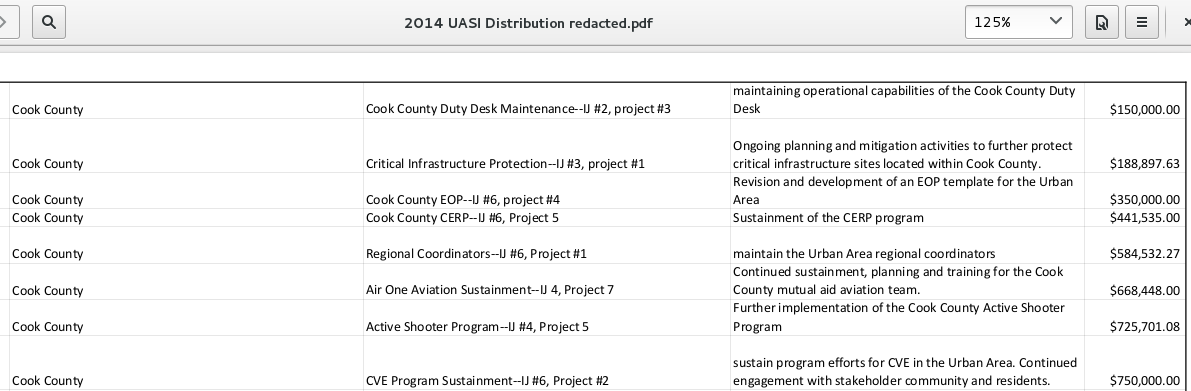 2014 UASI Distribution redacted.pdf
125%
maintaining operational capabilities of the Cook County Duty
Cook County Cook County Duty Desk Maintenance--IJ #2, project #3 Desk $150,000.00
Ongoing planning and mitigation activities to further protect
Cook County Critical Infrastructure Protection--IJ #3, project #1 critical infrastructure sites located within Cook County. $188,897.63
Revision and development of an EOP template for the Urban
Cook County Cook County EOP--IJ #6, project #4 Area $350,000.00
Cook County Cook County CERP--IJ #6, Project 5 Sustainment of the CERP program $441,535.00
Cook County Regional Coordinators--IJ #6, Project #1 maintain the Urban Area regional coordinators $584,532.27
Continued sustainment, planning and training for the Cook
Cook County Air One Aviation Sustainment--IJ 4, Project 7 County mutual aid aviation team. $668,448.00
Further implementation of the Cook County Active Shooter
Cook County Active Shooter Program--IJ #4, Project 5 Program $725,701.08
sustain program efforts for CVE in the Urban Area. Continued
Cook County CVE Program Sustainment--IJ #6, Project #2 engagement with stakeholder community and residents. $750,000.00